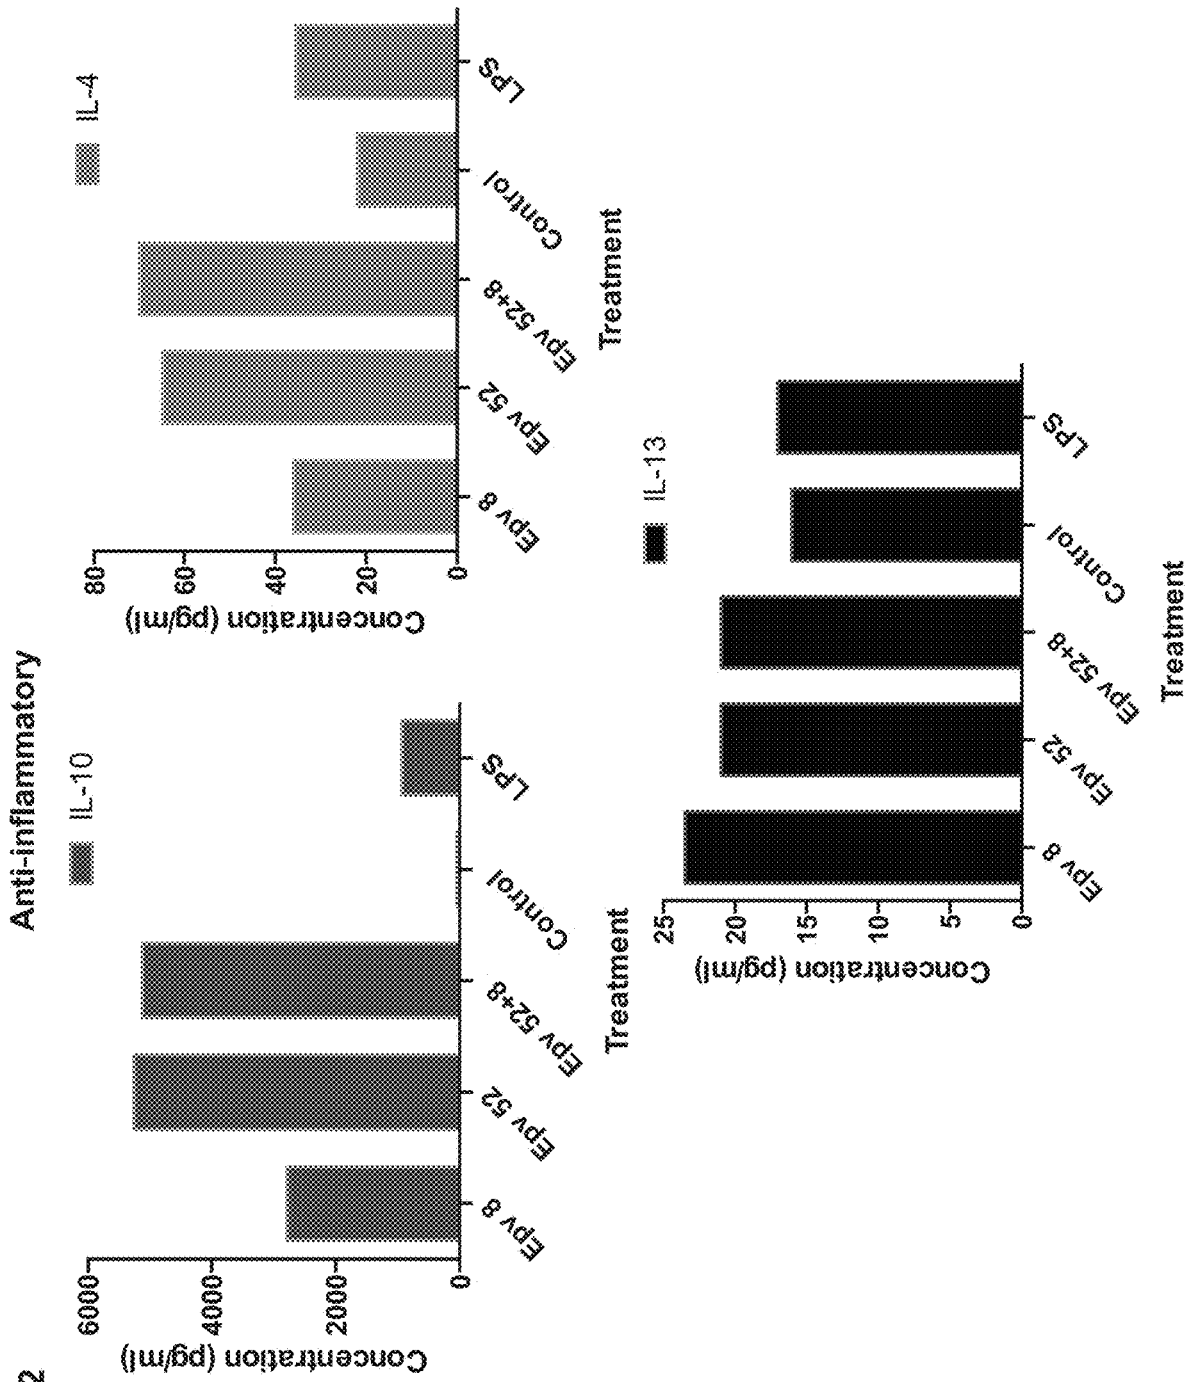 2
Anti-inflammatory
IL-10
Concentration (pg/ml)
6000
4000
2000
0
Epv 8
Epv 52
Epv 52+8
Control
LPS
Treatment
IL-4
Concentration (pg/ml)
80
60
40
20
0
Epv 8
Epv 52
Epv 52+8
Control
LPS
Treatment
IL-13
Concentration (pg/ml)
25
20
15
10
5
0
Epv 8
Epv 52
Epv 52+8
Control
LPS
Treatment